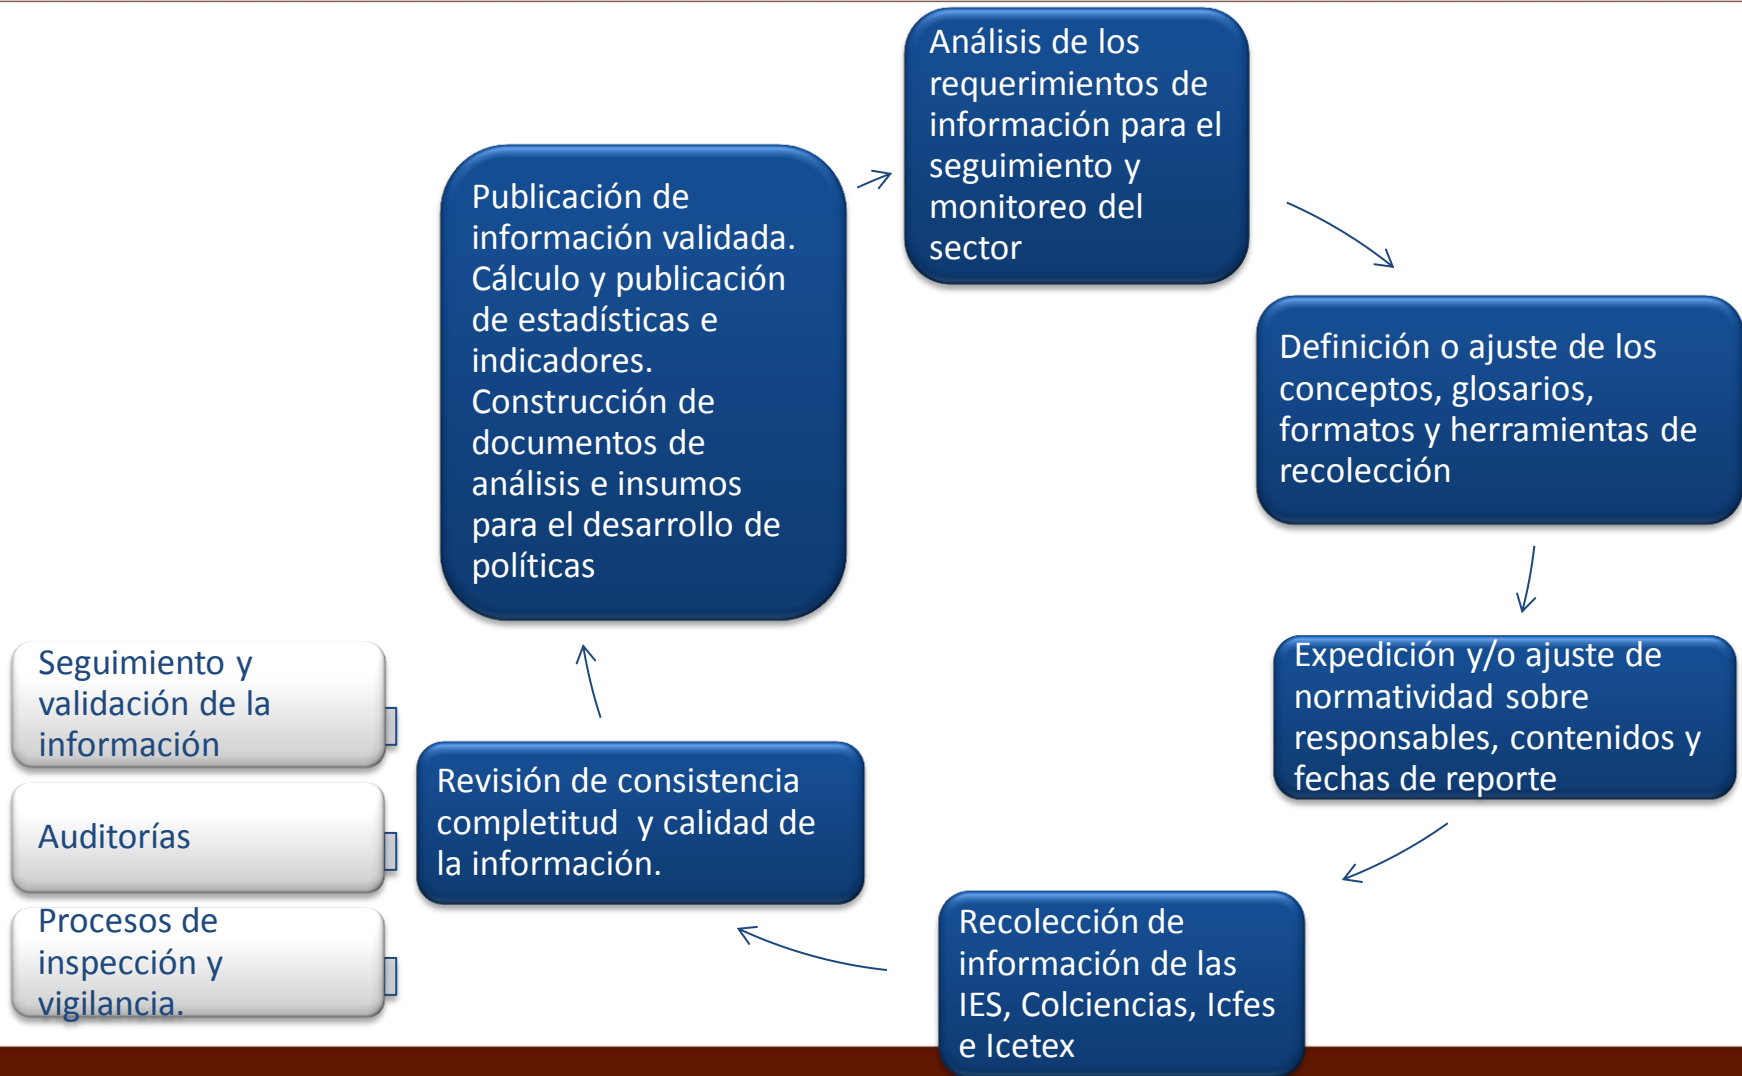 Análisis de los
requerimientos de
información para el
seguimiento y
monitoreo del
sector
Definición o ajuste de los
conceptos, glosarios,
formatos y herramientas de
recolección
Expedición y/o ajuste de
normatividad sobre
responsables, contenidos y
fechas de reporte
Recolección de
información de las
IES, Colciencias, Icfes
e Icetex
Revisión de consistencia
completitud  y calidad de
la información.
Publicación de
información validada.
Cálculo y publicación
de estadísticas e
indicadores.
Construcción de
documentos de
análisis e insumos
para el desarrollo de
políticas
Seguimiento y
validación de la
información
Auditorías
Procesos de
inspección y
vigilancia.